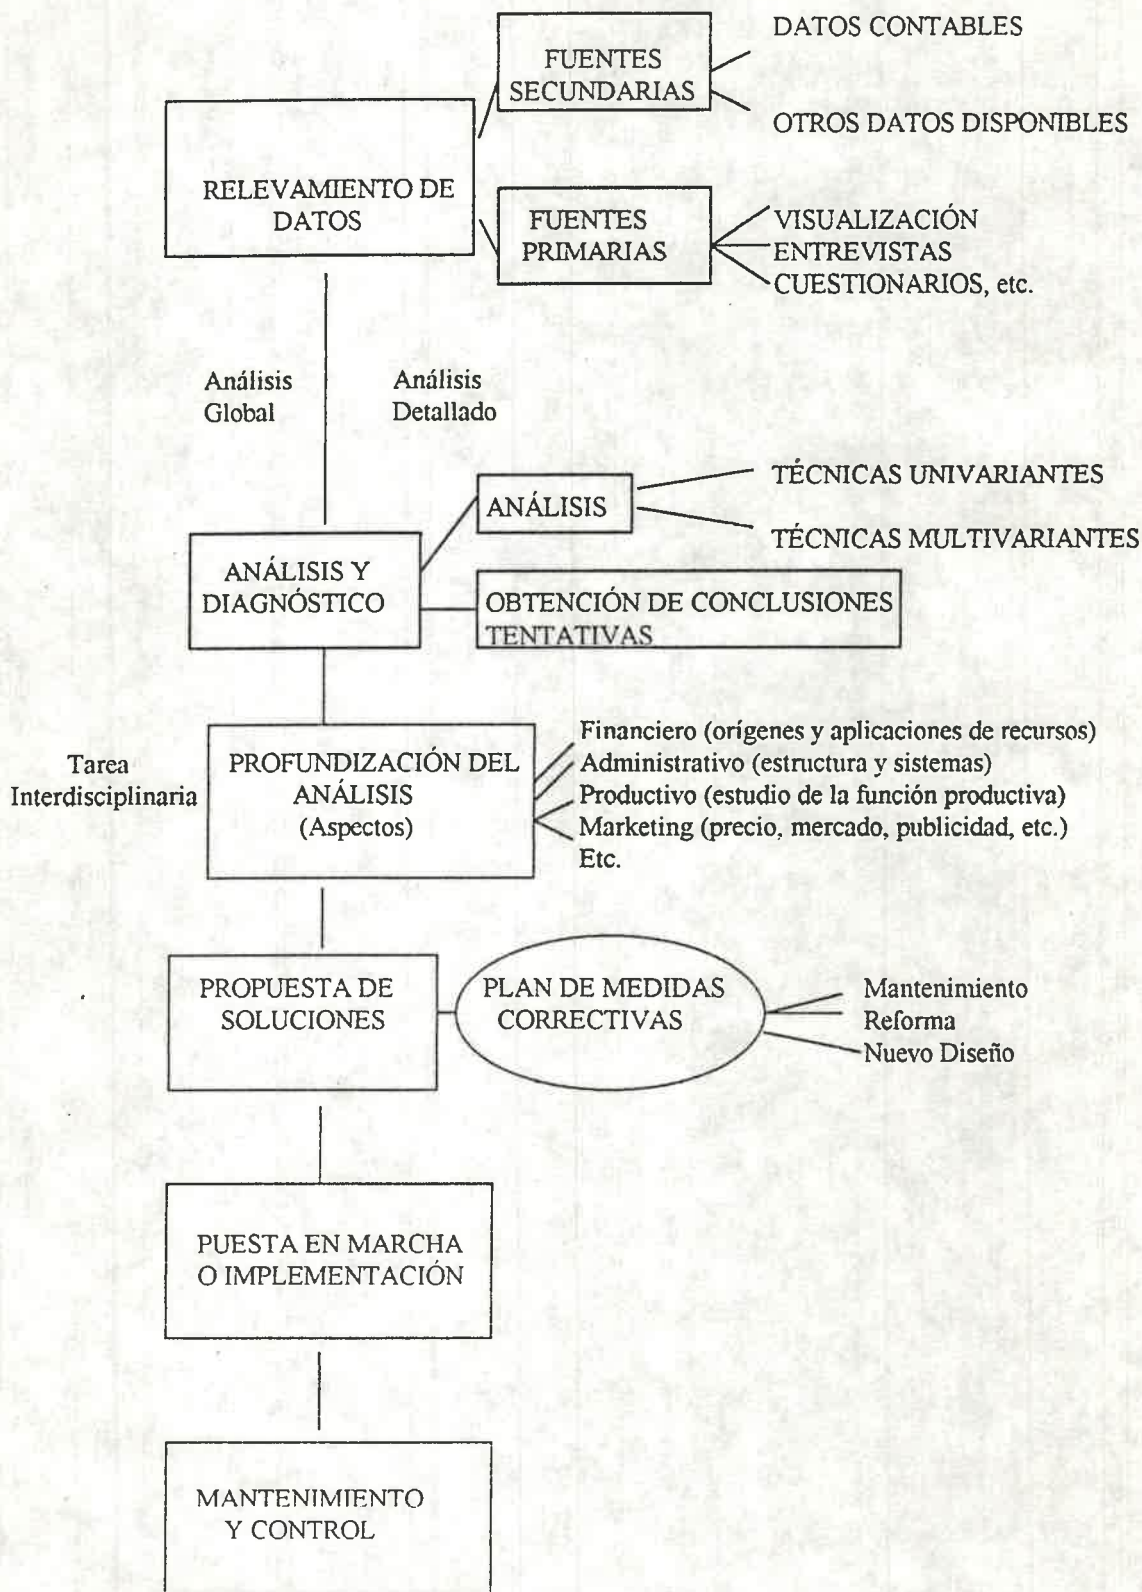 DATOS CONTABLES
FUENTES
SECUNDARIAS
OTROS DATOS DISPONIBLES
RELEVAMIENTO DE
DATOS
FUENTES
PRIMARIAS
VISUALIZACIÓN
ENTREVISTAS
CUESTIONARIOS, etc.
Análisis
Global
Análisis
Detallado
TÉCNICAS UNIVARIANTES
ANÁLISIS
TÉCNICAS MULTIVARIANTES
ANÁLISIS Y
DIAGNÓSTICO
OBTENCIÓN DE CONCLUSIONES
TENTATIVAS
Tarea
Interdisciplinaria
PROFUNDIZACIÓN DEL
ANÁLISIS
(Aspectos)
Financiero (orígenes y aplicaciones de recursos)
Administrativo (estructura y sistemas)
Productivo (estudio de la función productiva)
Marketing (precio, mercado, publicidad, etc.)
Etc.
PROPUESTA DE
SOLUCIONES
PLAN DE MEDIDAS
CORRECTIVAS
Mantenimiento
Reforma
Nuevo Diseño
PUESTA EN MARCHA
O IMPLEMENTACIÓN
MANTENIMIENTO
Y CONTROL